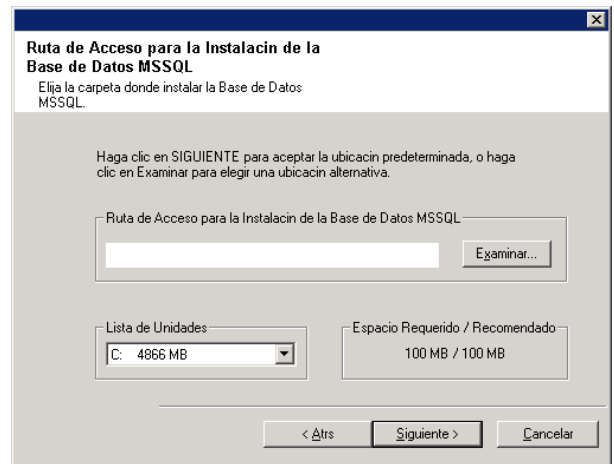 Ruta de Acceso para la Instalacin de la
Base de Datos MSSQL
Elija la carpeta donde instalar la Base de Datos
MSSQL.
Haga clic en SIGUIENTE para aceptar la ubicacin predeterminada, o haga
clic en Examinar para elegir una ubicacin alternativa.
Ruta de Acceso para la Instalacin de la Base de Datos MSSQL
Examinar...
Lista de Unidades
C: 4866 MB
Espacio Requerido / Recomendado
100 MB / 100 MB
< Atrs
Siguiente >
Cancelar